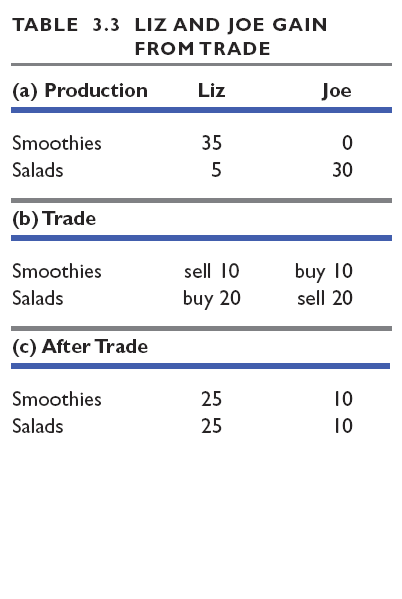 TABLE 3.3 LIZ AND JOE GAIN
FROM TRADE
(a) Production Liz Joe
Smoothies 35 0
Salads 5 30
(b) Trade
Smoothies sell 10 buy 10
Salads buy 20 sell 20
(c) After Trade
Smoothies 25 10
Salads 25 10